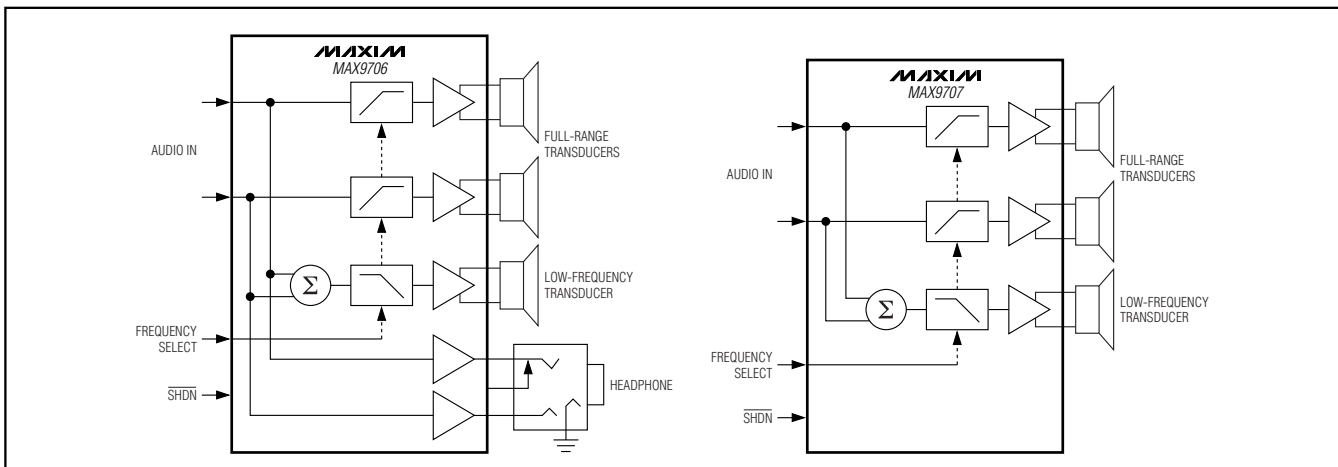 MAXIM
MAX9706
AUDIO IN
FULL-RANGE
TRANSDUCERS
Σ
LOW-FREQUENCY
TRANSDUCER
FREQUENCY
SELECT
SHDN
HEADPHONE
MAXIM
MAX9707
AUDIO IN
FULL-RANGE
TRANSDUCERS
Σ
LOW-FREQUENCY
TRANSDUCER
FREQUENCY
SELECT
SHDN